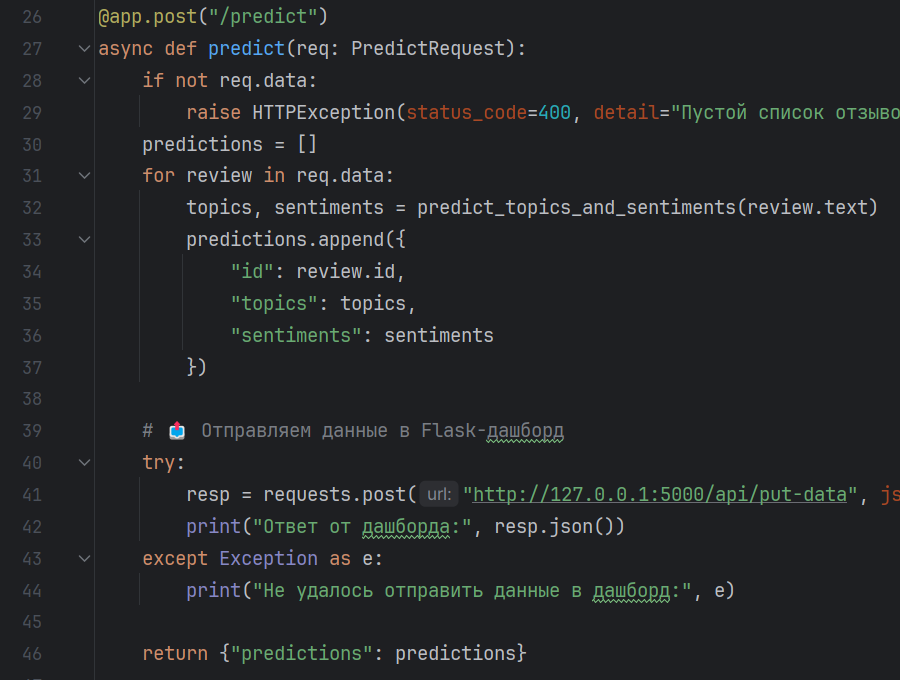 26 @app.post("/predict")
27 async def predict(req: PredictRequest):
28 if not req.data:
29 raise HTTPException(status_code=400, detail="Пустой список
30 predictions = []
31 for review in req.data:
32 topics, sentiments = predict_topics_and_sentiments(review.text)
33 predictions.append({
34 "id": review.id,
35 "topics": topics,
36 "sentiments": sentiments
37 })
38
39 # 📤 Отправляем данные в Flask-дашборд
40 try:
41 resp = requests.post( url: "http://127.0.0.1:5000/api/put-data",
42 print("Ответ от дашборда:", resp.json())
43 except Exception as e:
44 print("Не удалось отправить данные в дашборд:", e)
45
46 return {"predictions": predictions}